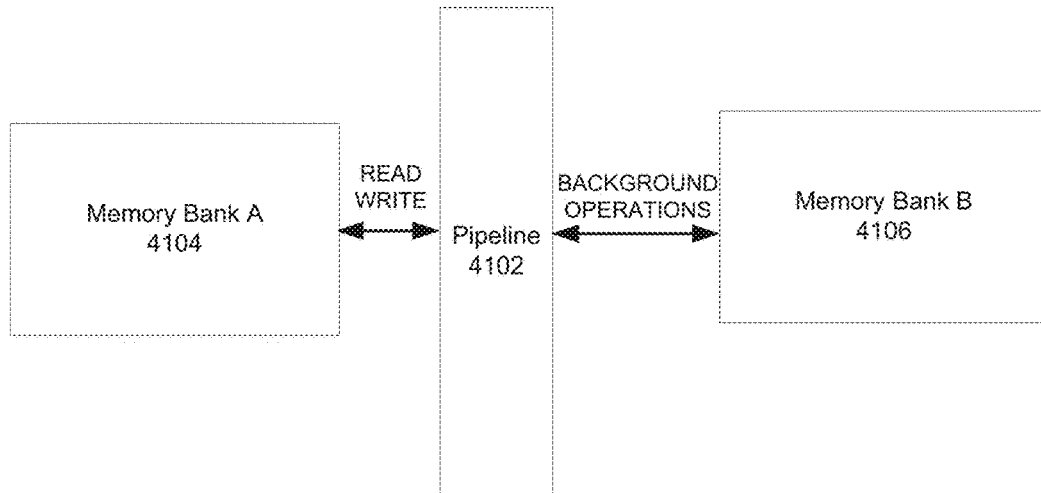 Memory Bank A
4104
READ
WRITE
Pipeline
4102
BACKGROUND
OPERATIONS
Memory Bank B
4106